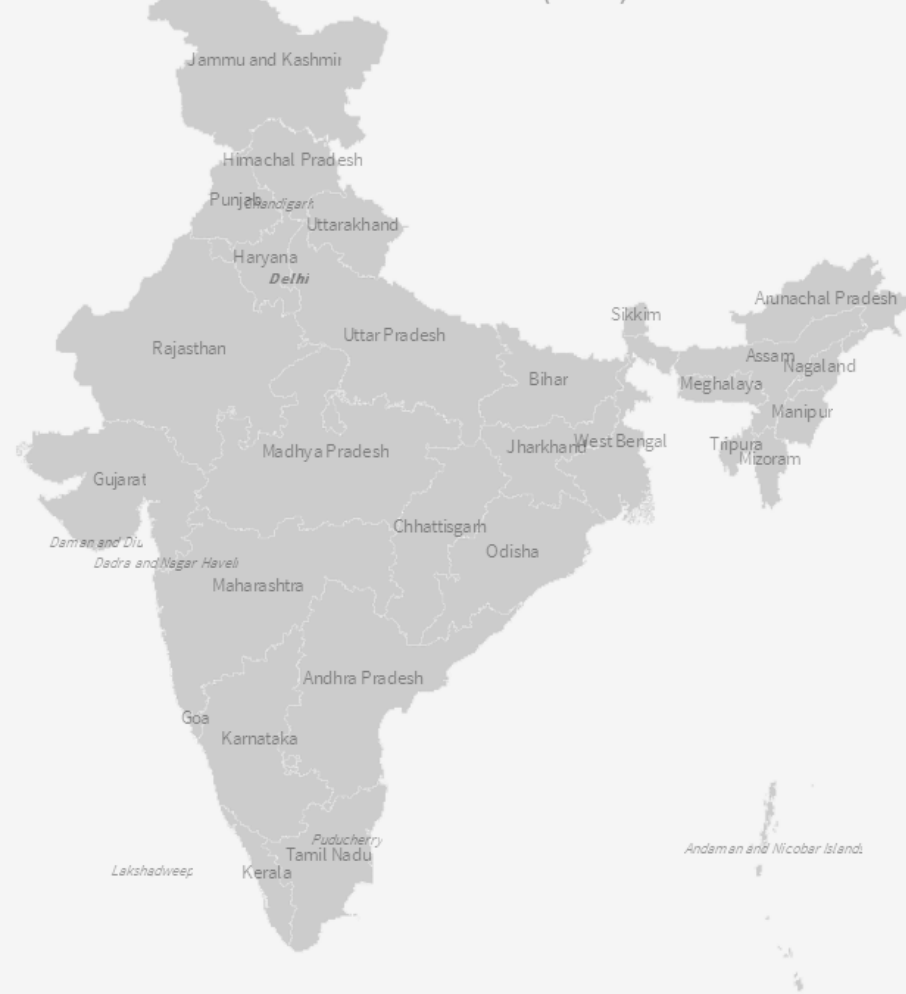 Jammu and Kashmir
Himachal Pradesh
Punjab
Chandigarh
Uttarakhand
Haryana
Delhi
Arunachal Pradesh
Sikkim
Uttar Pradesh
Rajasthan
Assam
Nagaland
Bihar
Meghalaya
Manipur
Madhya Pradesh
Jharkhand
West Bengal
Tripura
Mizoram
Gujarat
Chhattisgarh
Daman and Diu
Odisha
Dadra and Nagar Haveli
Maharashtra
Andhra Pradesh
Goa
Karnataka
Puducherry
Andaman and Nicobar Islands
Tamil Nadu
Lakshadweep
Kerala